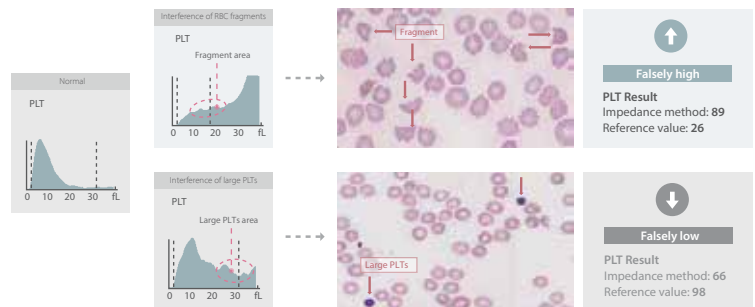 Normal
PLT
0 10 20 30 fL
Interference of RBC fragments
PLT
Fragment area
0 10 20 30 fL
Fragment
Falsely high
PLT Result
Impedance method: 89
Reference value: 26
Interference of large PLTs
PLT
Large PLTs area
0 10 20 30 fL
Large PLTs
Falsely low
PLT Result
Impedance method: 66
Reference value: 98